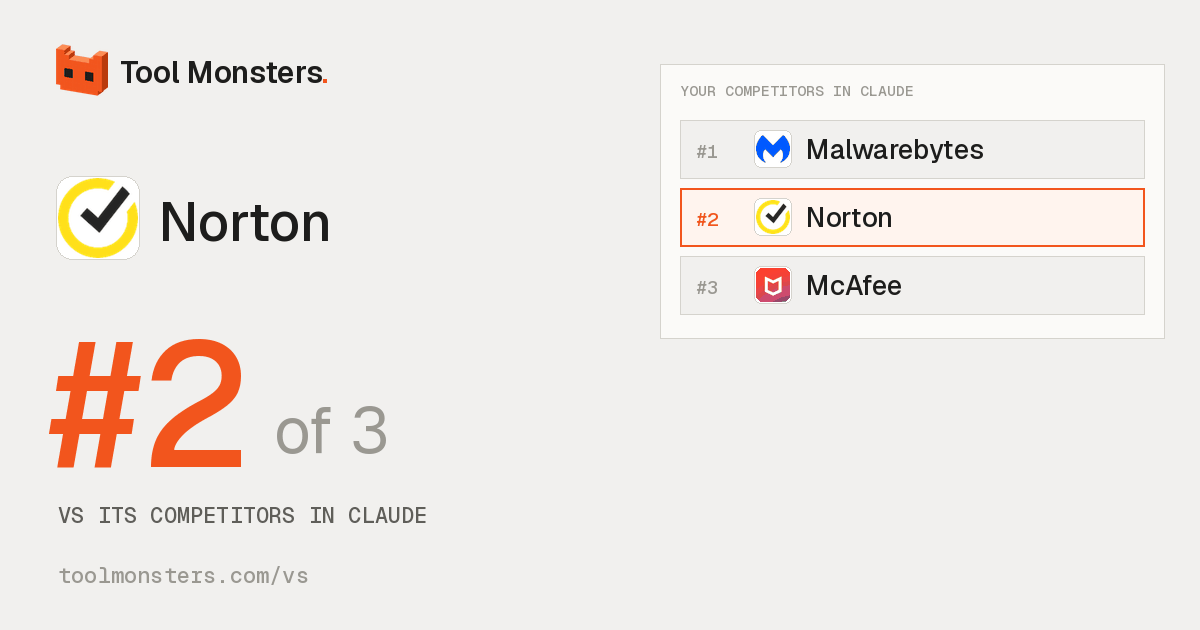 Tool Monsters.
Norton
#2 of 3
VS ITS COMPETITORS IN CLAUDE
toolmonsters.com/vs
YOUR COMPETITORS IN CLAUDE
#1 Malwarebytes
#2 Norton
#3 McAfee